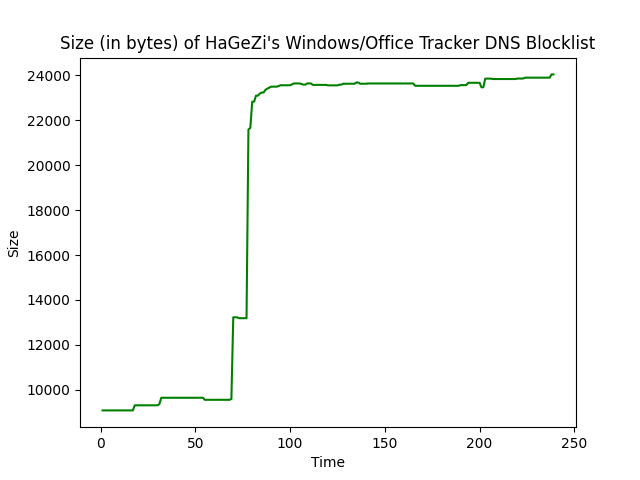 Size (in bytes) of HaGeZi's Windows/Office Tracker DNS Blocklist
24000
22000
20000
18000
16000
14000
12000
10000
Size
0 50 100 150 200 250
Time